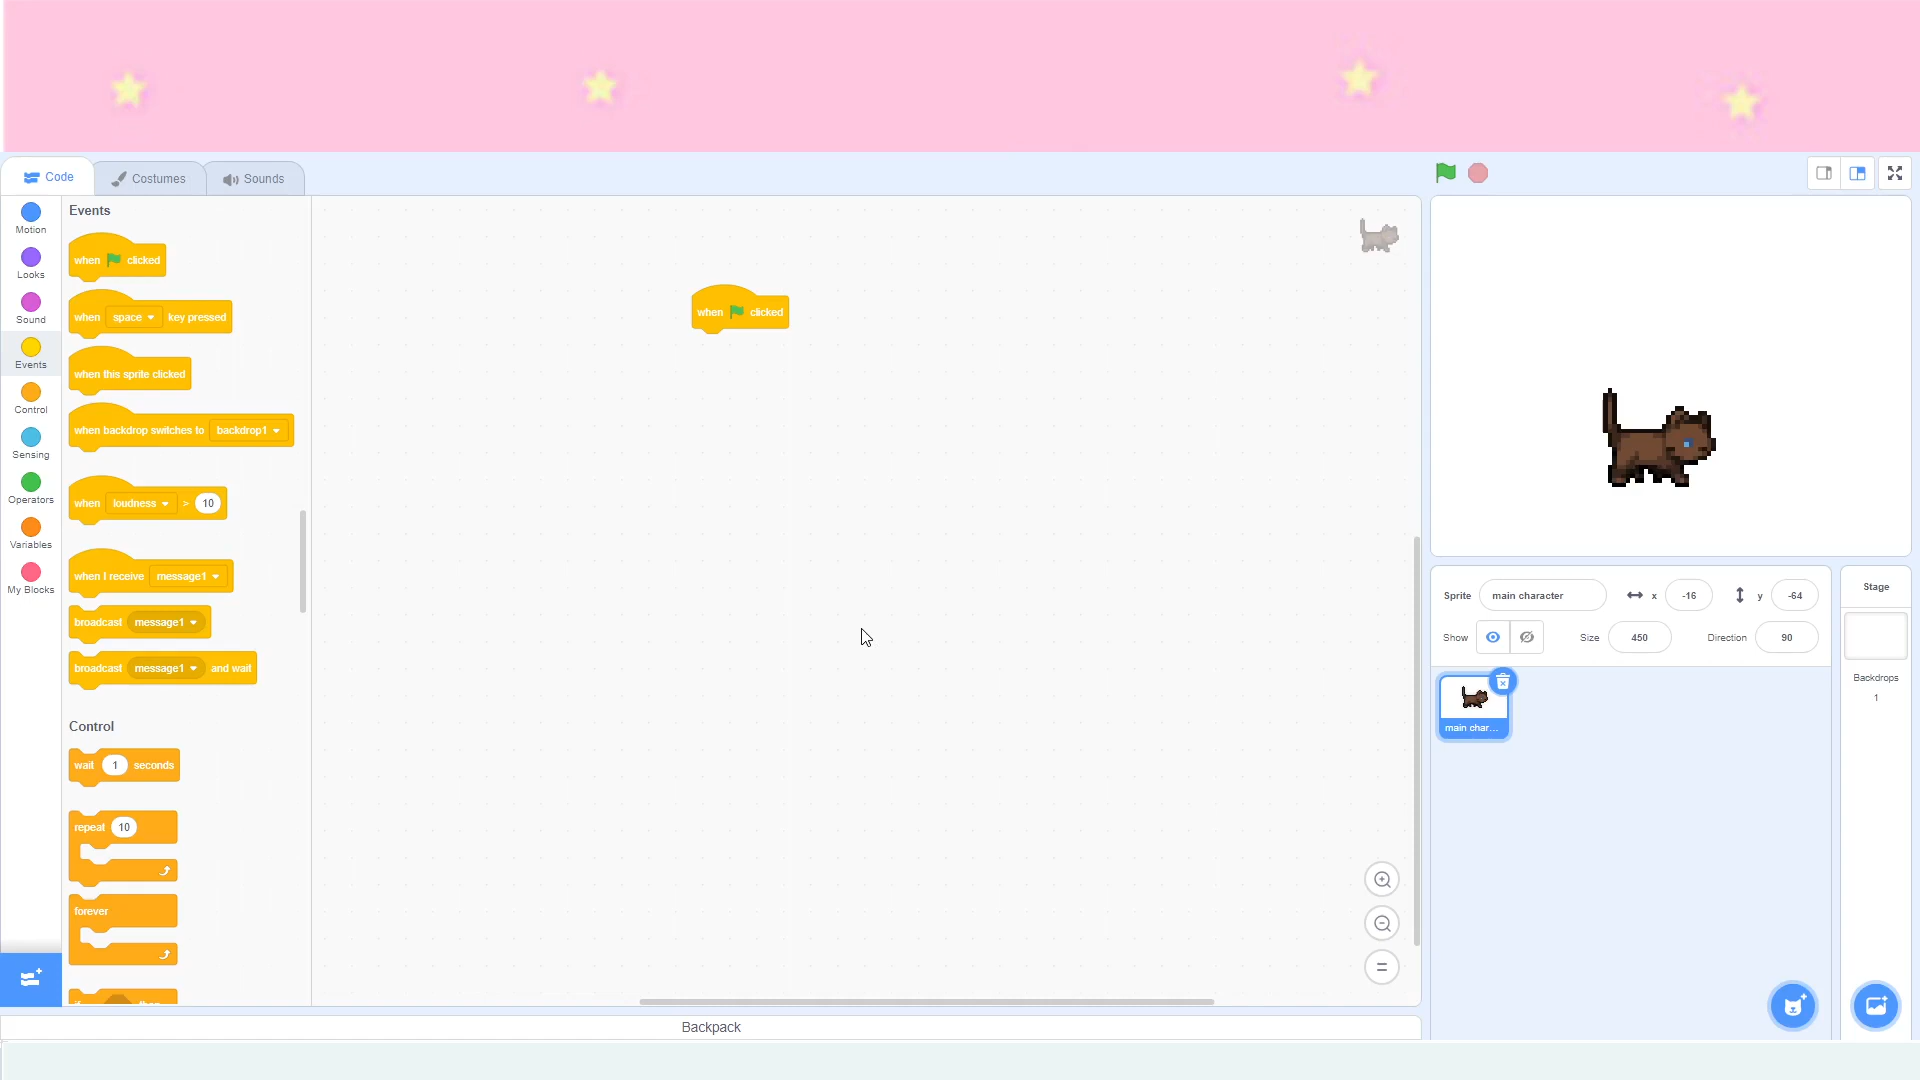 Code
Costumes
Sounds
Motion
Looks
Sound
Events
Control
Sensing
Operators
Variables
My Blocks
Events
when clicked
when space key pressed
when this sprite clicked
when backdrop switches to backdrop1
when loudness > 10
when I receive message1
broadcast message1
broadcast message1 and wait
Control
wait 1 seconds
repeat 10
forever
when clicked
Backpack
Sprite main character x -16 y -64
Show Size 450 Direction 90
main char...
Stage
Backdrops
1